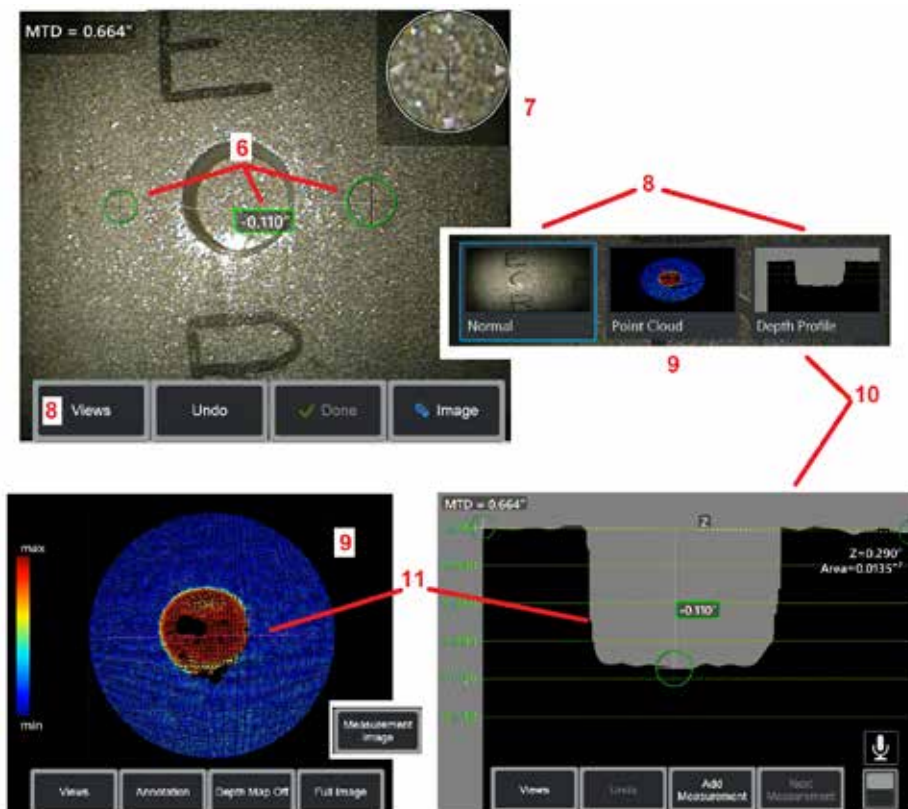 MTD = 0.664"
E
7
6
8
-0.110"
Normal
Point Cloud
Depth Profile
9
D
10
8
Views
Undo
Done
Image
MTD = 0.664"
9
Z
max
Z=0.290"
11
Area=0.0135"²
-0.110"
min
Measurement
Image
Views
Annotation
Depth Map Off
Full Image
Views
Undo
Add
Measurement
Next
Measurement